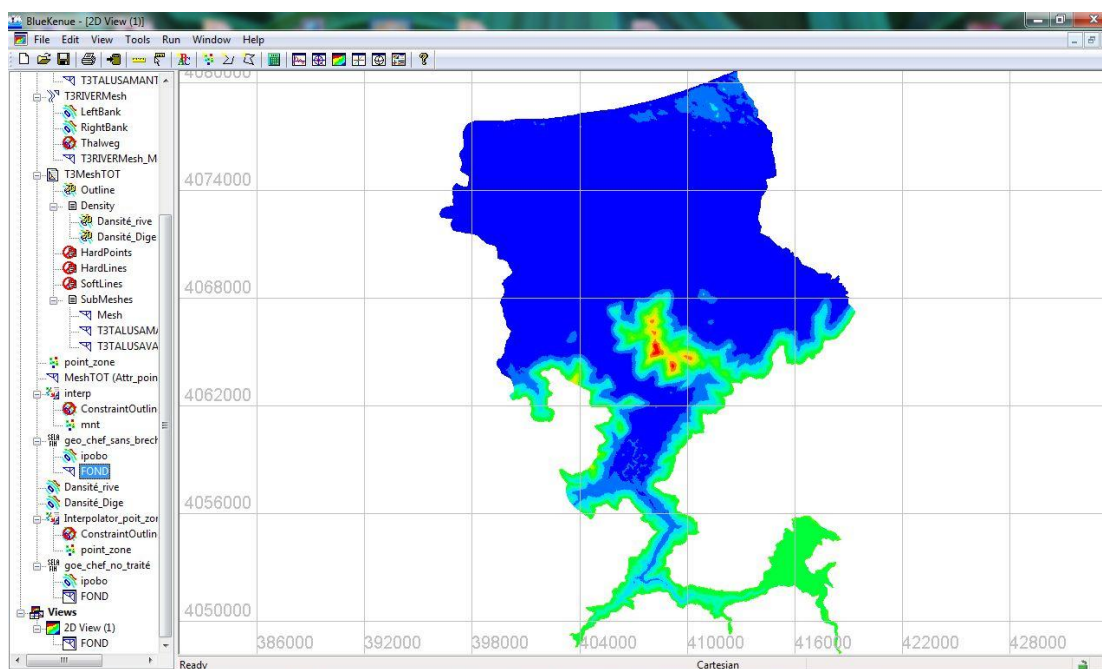 BlueKenue - [2D View (1)]
File Edit View Tools Run Window Help
T3TALUSAMANT
T3RIVERMesh
LeftBank
RightBank
Thalweg
T3RIVERMesh_M
T3MeshTOT
Outline
Density
Dansité_rive
Dansité_Dige
HardPoints
HardLines
SoftLines
SubMeshes
Mesh
T3TALUSAMA
T3TALUSAVA
point_zone
MeshTOT (Attr_poin
interp
ConstraintOutlin
mnt
geo_chef_sans_brech
ipobo
FOND
Dansité_rive
Dansité_Dige
Interpolator_poit_zor
ConstraintOutlin
point_zone
goe_chef_no_traité
ipobo
FOND
Views
2D View (1)
FOND
4080000
4074000
4068000
4062000
4056000
4050000
386000 392000 398000 404000 410000 416000 422000 428000
Ready Cartesian